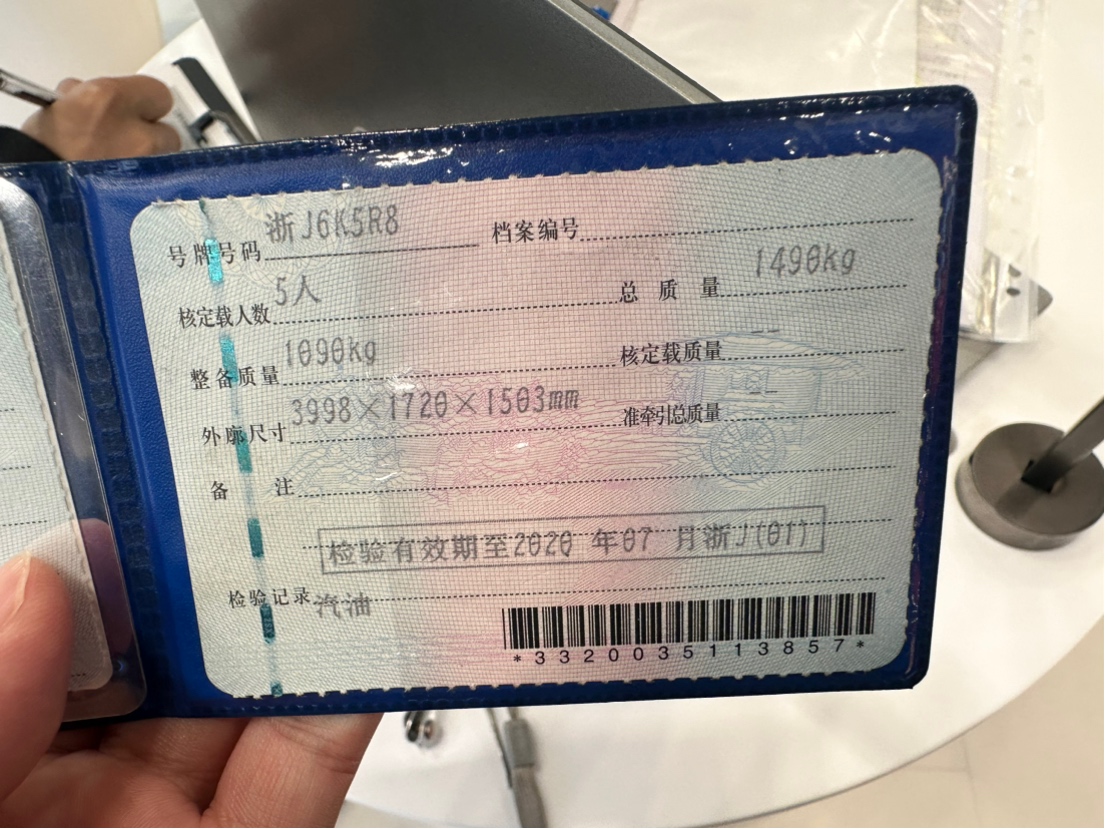 号牌号码 浙J6K5R8 档案编号
核定载人数 5人 总质量 1490kg
整备质量 1090kg 核定载质量 --
外廓尺寸 3998×1720×1503mm 准牵引总质量 --
备注
检验有效期至2020 年07 月浙J(01)
检验记录 汽油
*3320035113857*